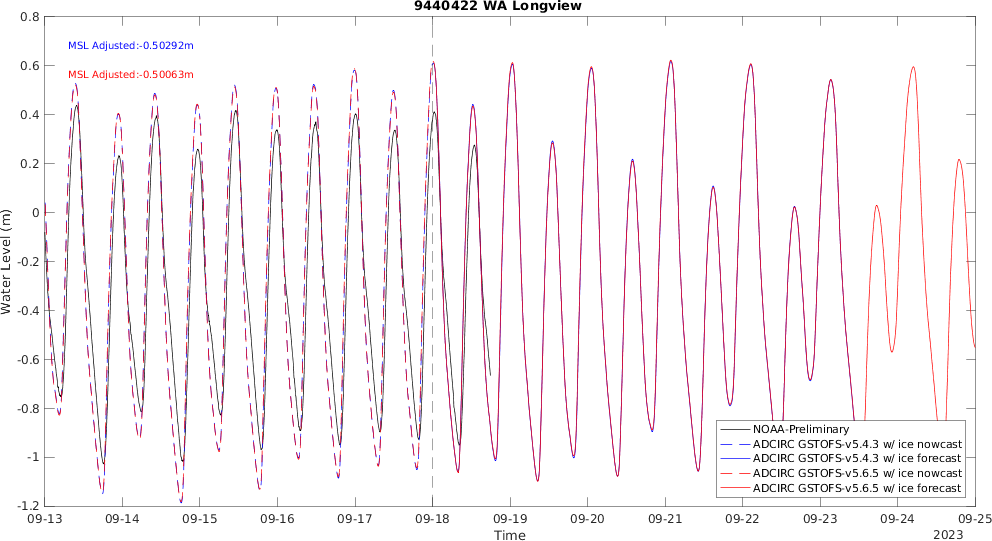 9440422 WA Longview
MSL Adjusted:-0.50292m
MSL Adjusted:-0.50063m
Water Level (m)
0.8
0.6
0.4
0.2
0
-0.2
-0.4
-0.6
-0.8
-1
-1.2
NOAA-Preliminary
ADCIRC GSTOFS-v5.4.3 w/ ice nowcast
ADCIRC GSTOFS-v5.4.3 w/ ice forecast
ADCIRC GSTOFS-v5.6.5 w/ ice nowcast
ADCIRC GSTOFS-v5.6.5 w/ ice forecast
09-13 09-14 09-15 09-16 09-17 09-18 09-19 09-20 09-21 09-22 09-23 09-24 09-25
Time
2023